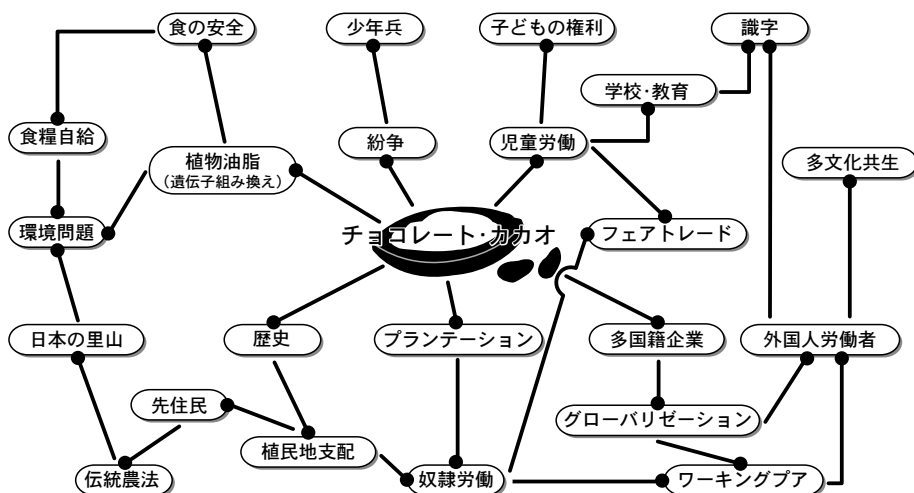 食の安全
少年兵
子どもの権利
識字
学校・教育
食糧自給
植物油脂
（遺伝子組み換え）
紛争
児童労働
多文化共生
環境問題
チョコレート・カカオ
フェアトレード
日本の里山
歴史
プランテーション
多国籍企業
外国人労働者
先住民
グローバリゼーション
植民地支配
伝統農法
奴隷労働
ワーキングプア